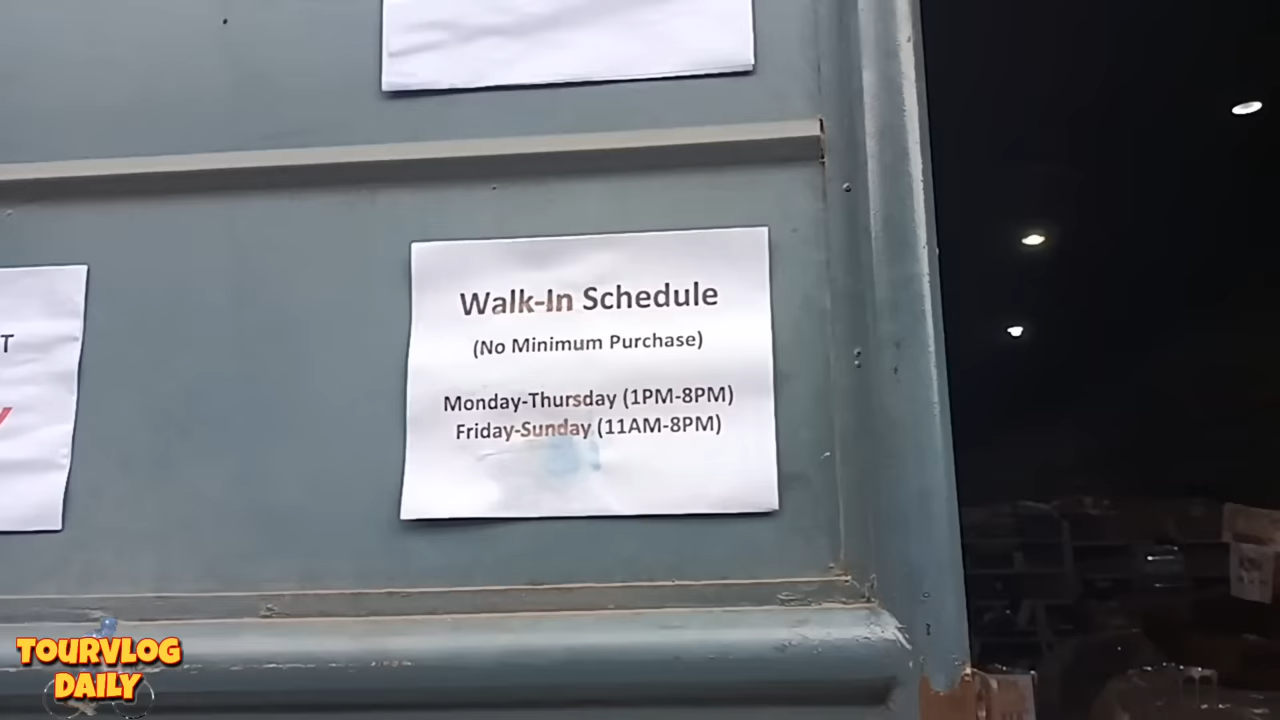 T
Walk-In Schedule
(No Minimum Purchase)
Monday-Thursday (1PM-8PM)
Friday-Sunday (11AM-8PM)
TOURVLOG
DAILY